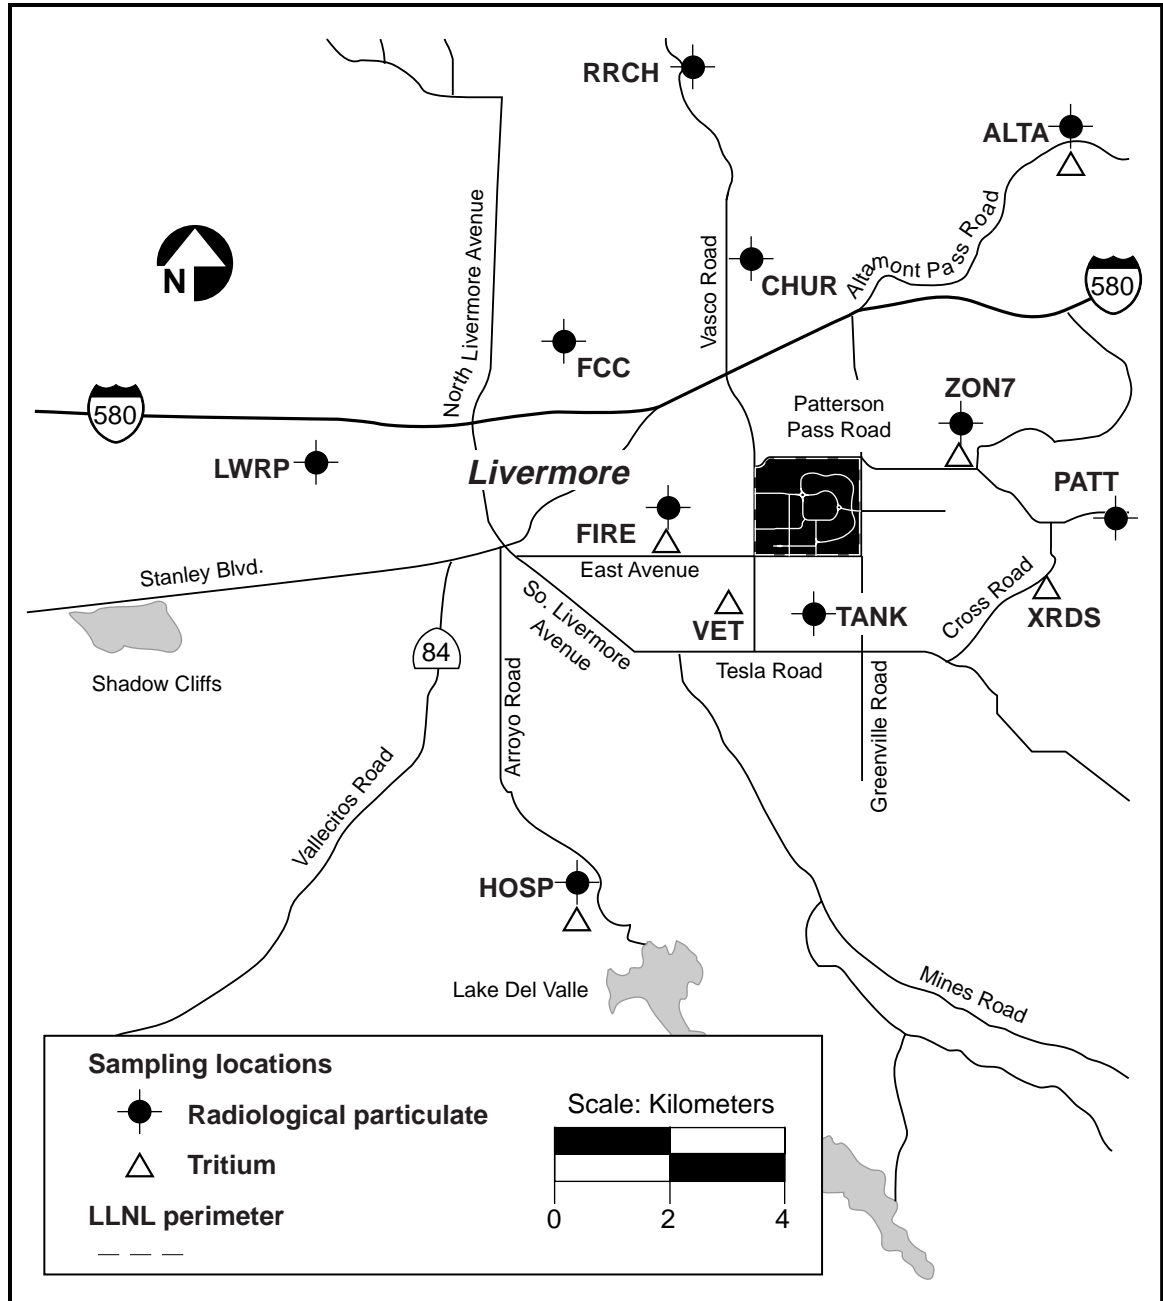 RRCH
ALTA
North Livermore Avenue
Vasco Road
Altamont Pass Road
N
CHUR
580
FCC
580
ZON7
Patterson
Pass Road
LWRP
Livermore
PATT
FIRE
East Avenue
Stanley Blvd.
So. Livermore
Avenue
VET
TANK
Cross Road
XRDS
84
Shadow Cliffs
Tesla Road
Arroyo Road
Greenville Road
Vallecitos Road
HOSP
Lake Del Valle
Mines Road
Sampling locations
Radiological particulate
Tritium
LLNL perimeter
Scale: Kilometers
0 2 4